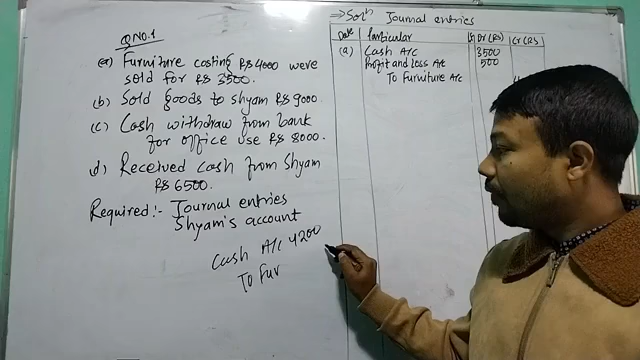 Q NO.1
(a) Furniture costing RS 4000 were
sold for RS 3500.
(b) Sold goods to Shyam RS 9000
(c) Cash withdraw from bank
for office use RS 8000.
d) Received cash from Shyam
RS 6500.
Required:- Journal entries
Shyam's account
Cash A/C 4200
To Fur
⇒ Solⁿ Journal entries
Date Particular Dr (RS) Cr (RS)
(a) Cash A/C 3500
Profit and Loss A/c 500
To Furniture A/C